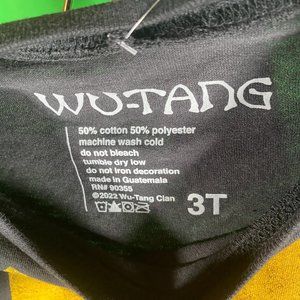 WU-TANG
50% cotton 50% polyester
machine wash cold
do not bleach
tumble dry low
do not iron decoration
made in Guatemala
RN# 90355
©2022 Wu-Tang Clan
3T